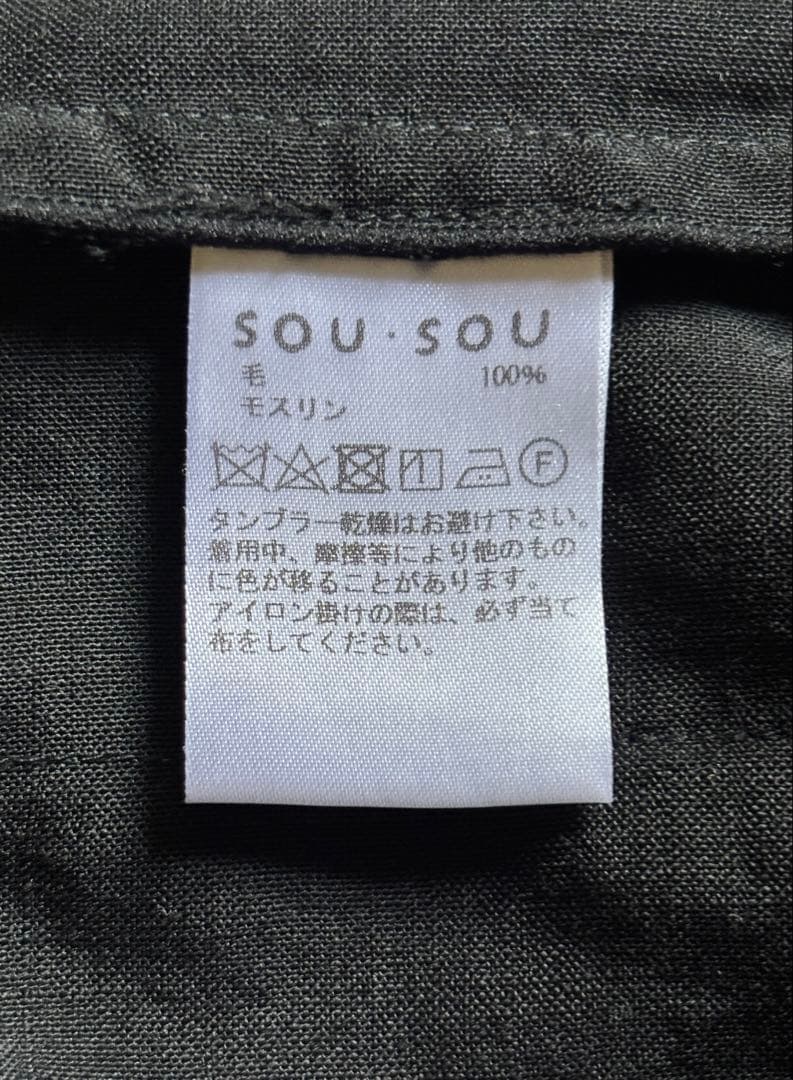 SOU・SOU
毛 100%
モスリン
F
タンブラー乾燥はお避け下さい。
着用中、摩擦等により他のもの
に色が移ることがあります。
アイロン掛けの際は、必ず当て
布をしてください。